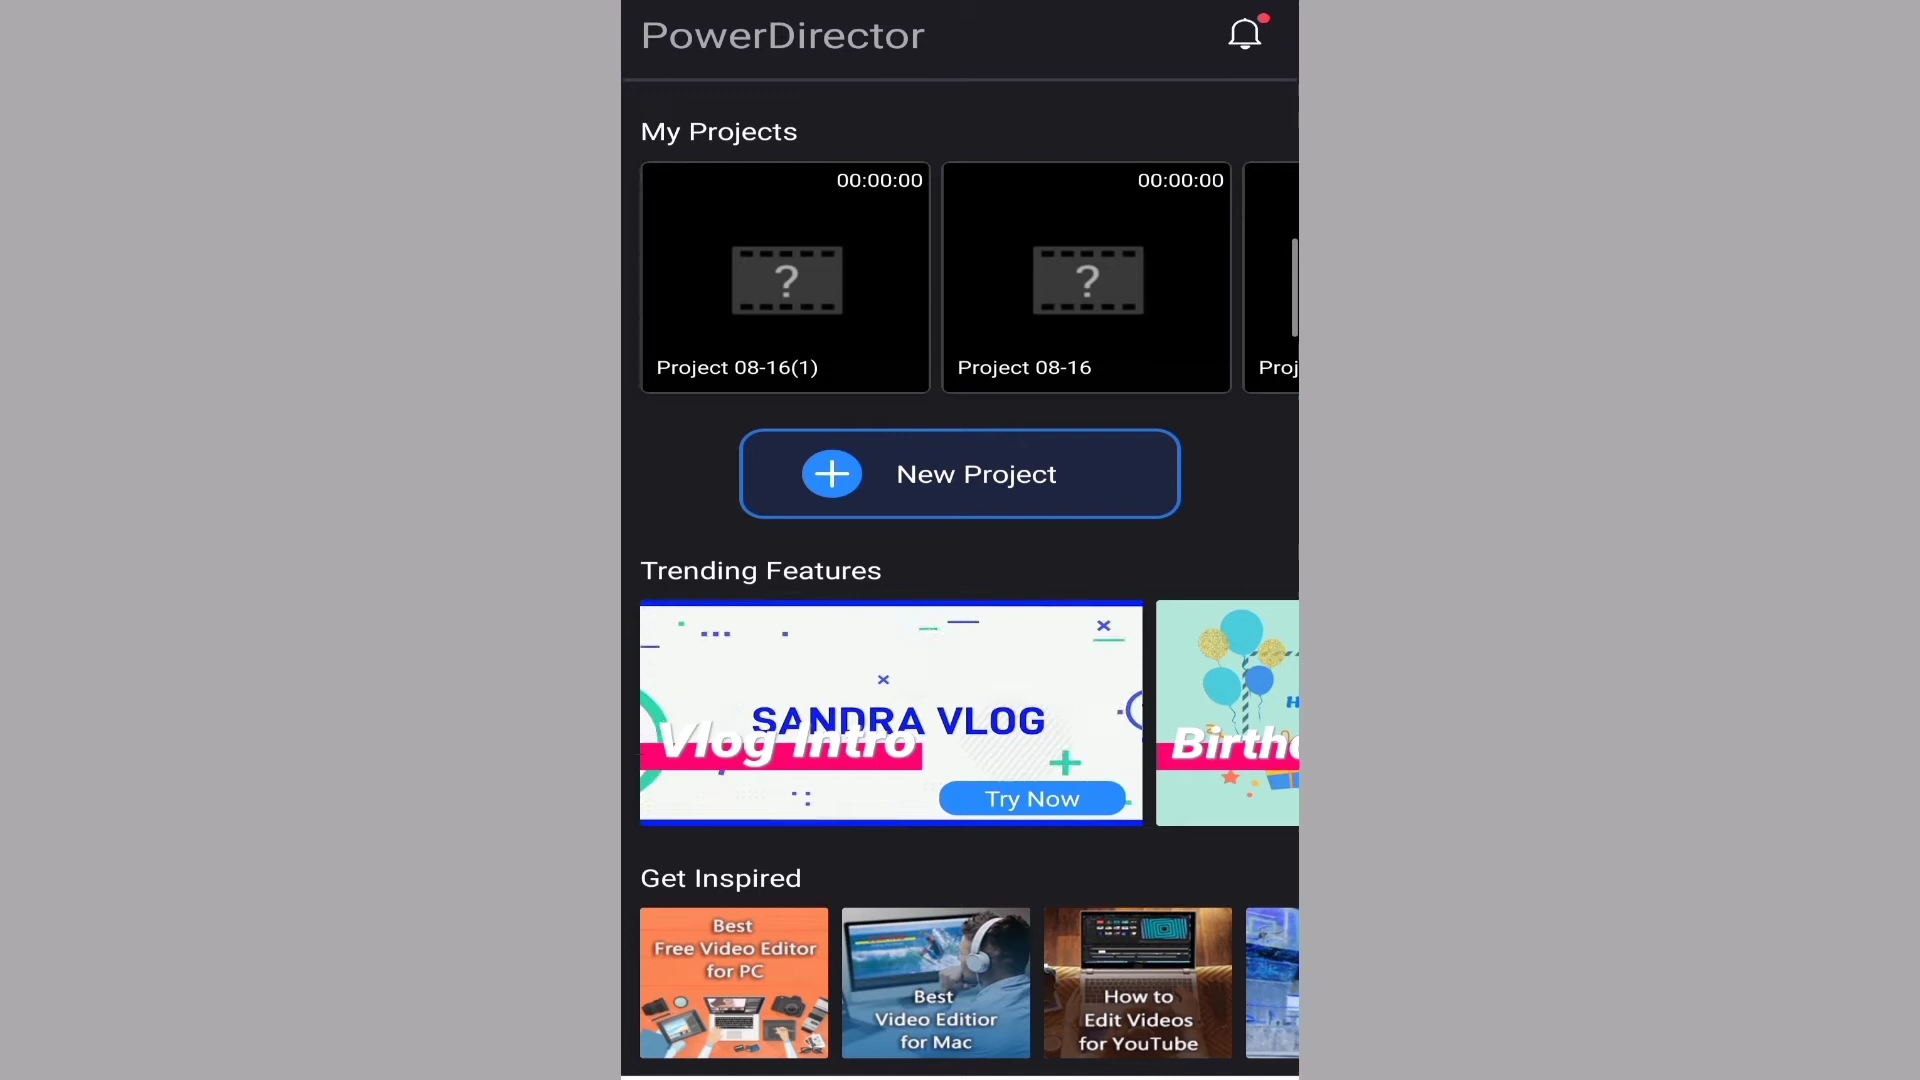 PowerDirector
My Projects
00:00:00
00:00:00
?
?
Project 08-16(1)
Project 08-16
Proj
New Project
Trending Features
SANDRA VLOG
Vlog Intro
Birthd
Try Now
Get Inspired
Best
Free Video Editor
for PC
Best
Video Editior
for Mac
How to
Edit Videos
for YouTube